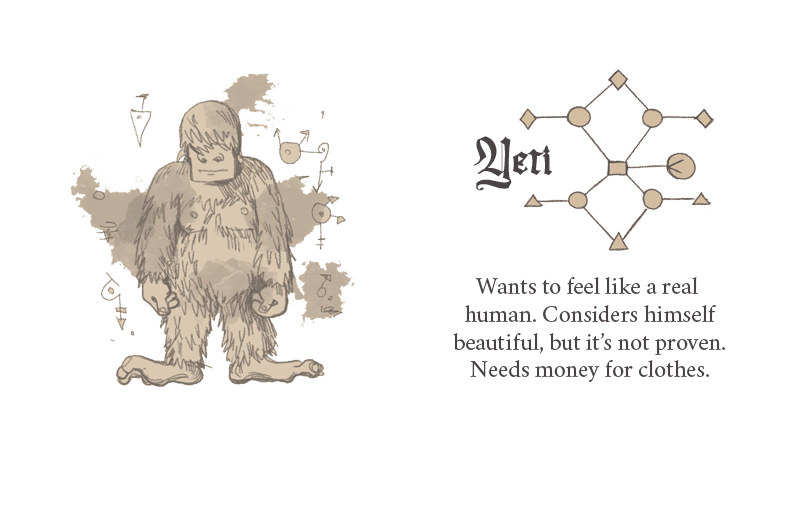 Yeti
Wants to feel like a real
human. Considers himself
beautiful, but it’s not proven.
Needs money for clothes.